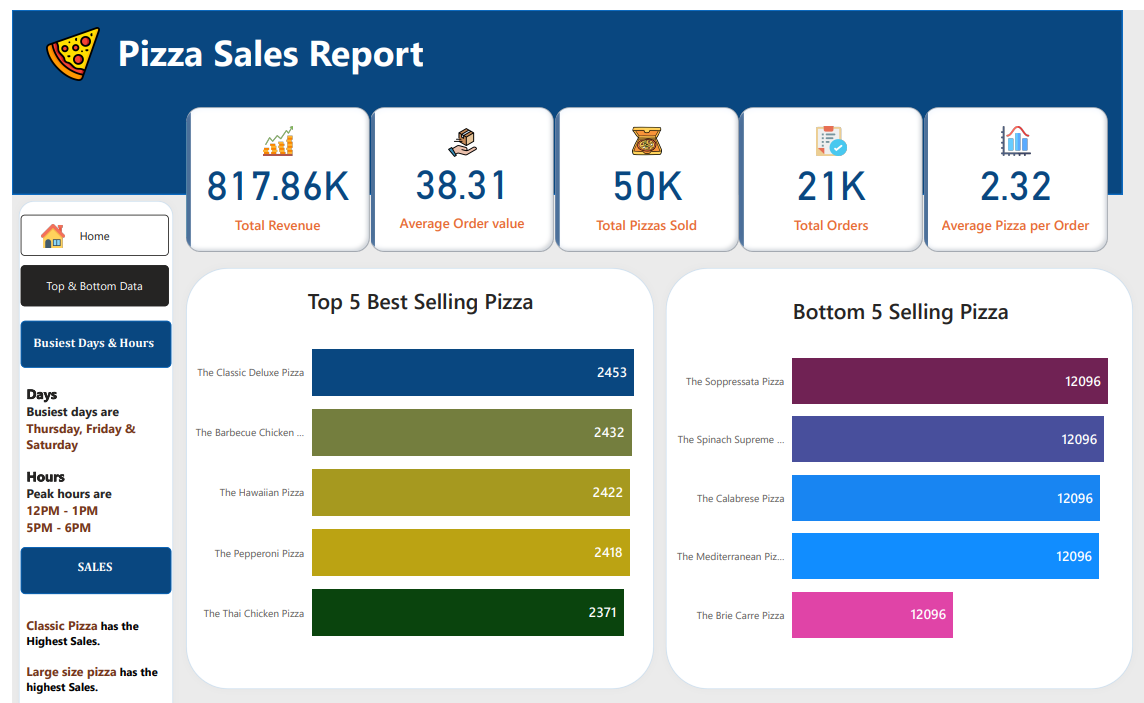 Pizza Sales Report
817.86K
Total Revenue
38.31
Average Order value
50K
Total Pizzas Sold
21K
Total Orders
2.32
Average Pizza per Order
Home
Top & Bottom Data
Busiest Days & Hours
Days
Busiest days are
Thursday, Friday &
Saturday
Hours
Peak hours are
12PM - 1PM
5PM - 6PM
SALES
Classic Pizza has the
Highest Sales.
Large size pizza has the
highest Sales.
Top 5 Best Selling Pizza
The Classic Deluxe Pizza 2453
The Barbecue Chicken ... 2432
The Hawaiian Pizza 2422
The Pepperoni Pizza 2418
The Thai Chicken Pizza 2371
Bottom 5 Selling Pizza
The Soppressata Pizza 12096
The Spinach Supreme ... 12096
The Calabrese Pizza 12096
The Mediterranean Piz... 12096
The Brie Carre Pizza 12096